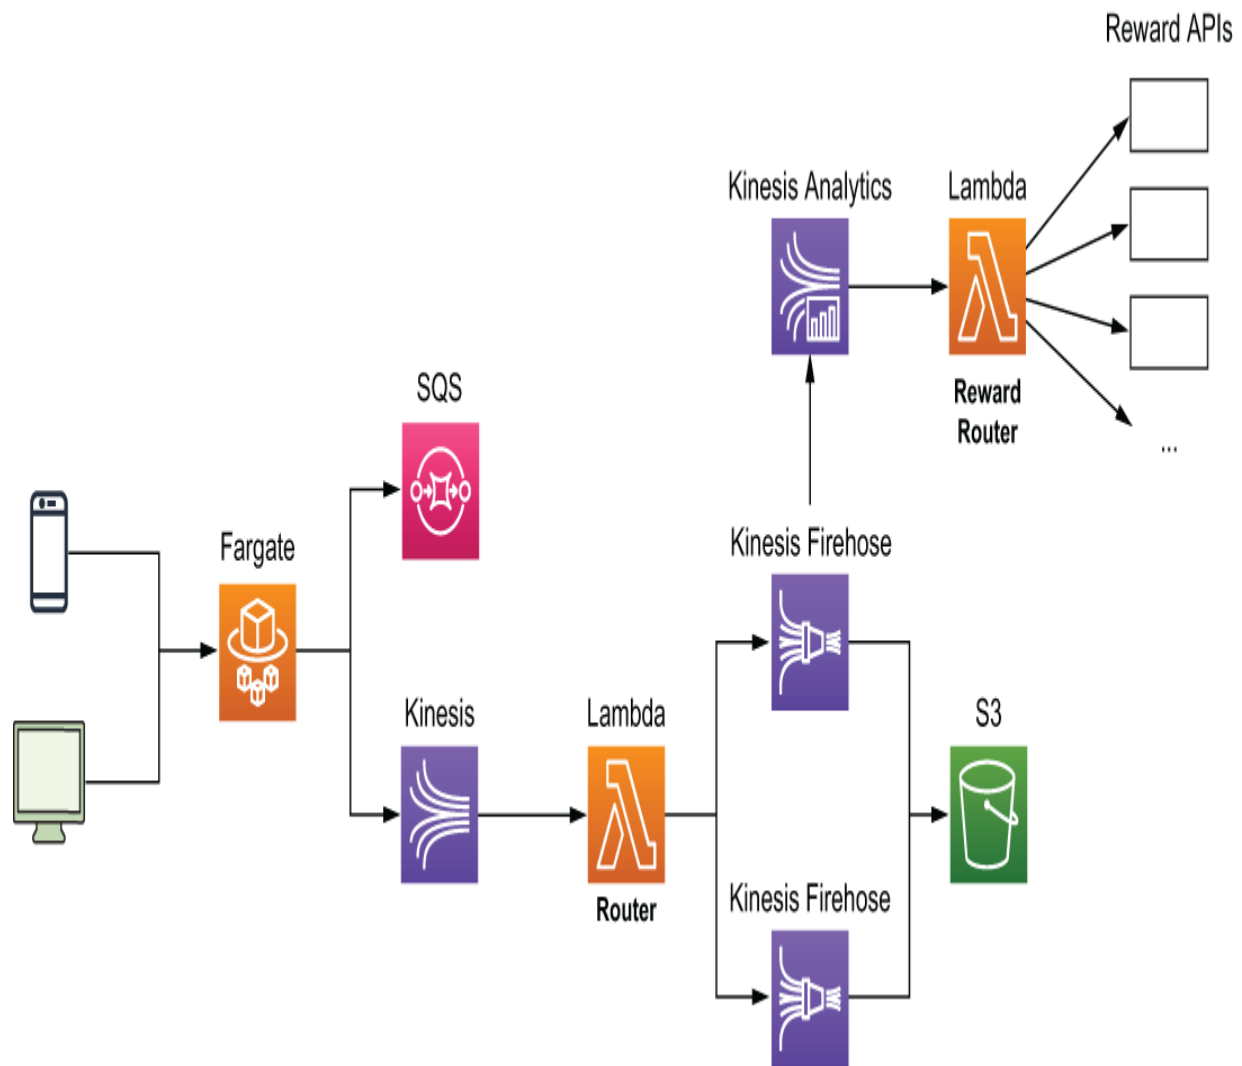 Reward APIs
Kinesis Analytics
Lambda
Reward
Router
...
SQS
Fargate
Kinesis Firehose
Kinesis
Lambda
Router
S3
Kinesis Firehose